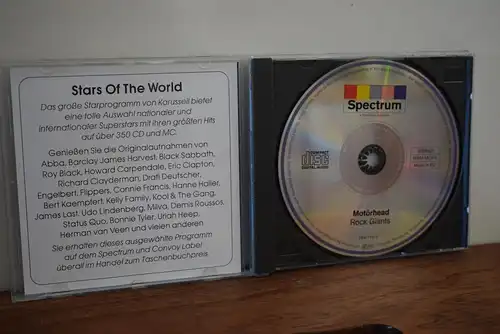 Stars Of The World
Das große Starprogramm von Karussell bietet
eine tolle Auswahl nationaler und
internationaler Superstars mit ihren größten Hits
auf über 350 CD und MC.
Genießen Sie die Originalaufnahmen von
Abba, Barclay James Harvest, Black Sabbath,
Roy Black, Howard Carpendale, Eric Clapton,
Richard Clayderman, Drafi Deutscher,
Engelbert, Flippers, Connie Francis, Hanne Haller,
Bert Kaempfert, Kelly Family, Kool & The Gang,
James Last, Udo Lindenberg, Milva, Demis Roussos,
Status Quo, Bonnie Tyler, Uriah Heep,
Herman van Veen und vielen anderen
Sie erhalten dieses ausgewählte Programm
auf dem Spectrum und Convoy Label
überall im Handel zum Taschenbuchpreis
Spectrum
COMPACT
disc
DIGITAL AUDIO
Motörhead
Rock Giants